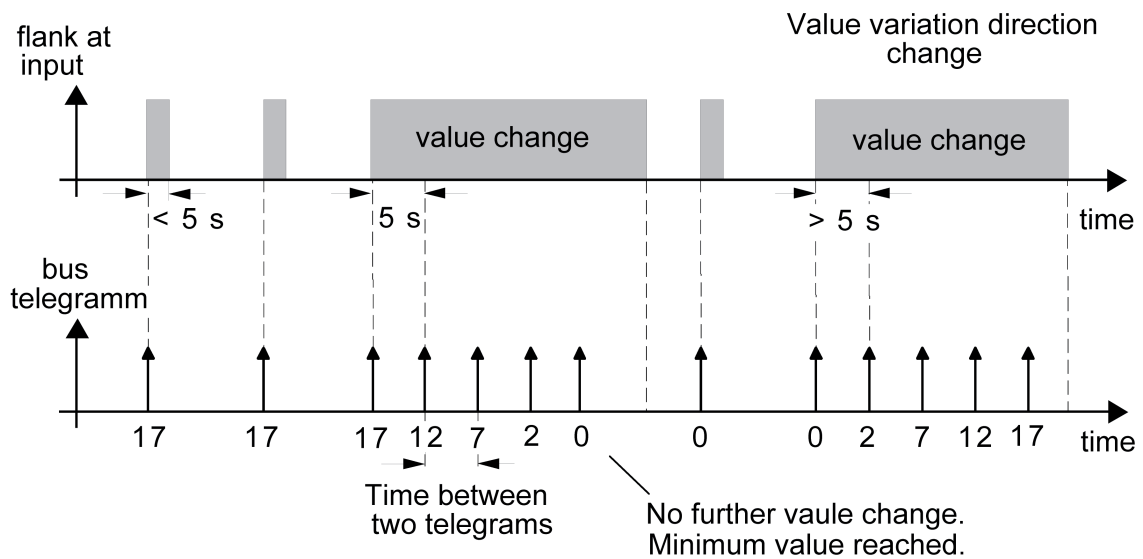 Value variation direction
change
flank at
input
value change
value change
< 5 s
5 s
> 5 s
time
bus
telegramm
17 17 17 12 7 2 0 0 0 2 7 12 17
time
Time between
two telegrams
No further vaule change.
Minimum value reached.